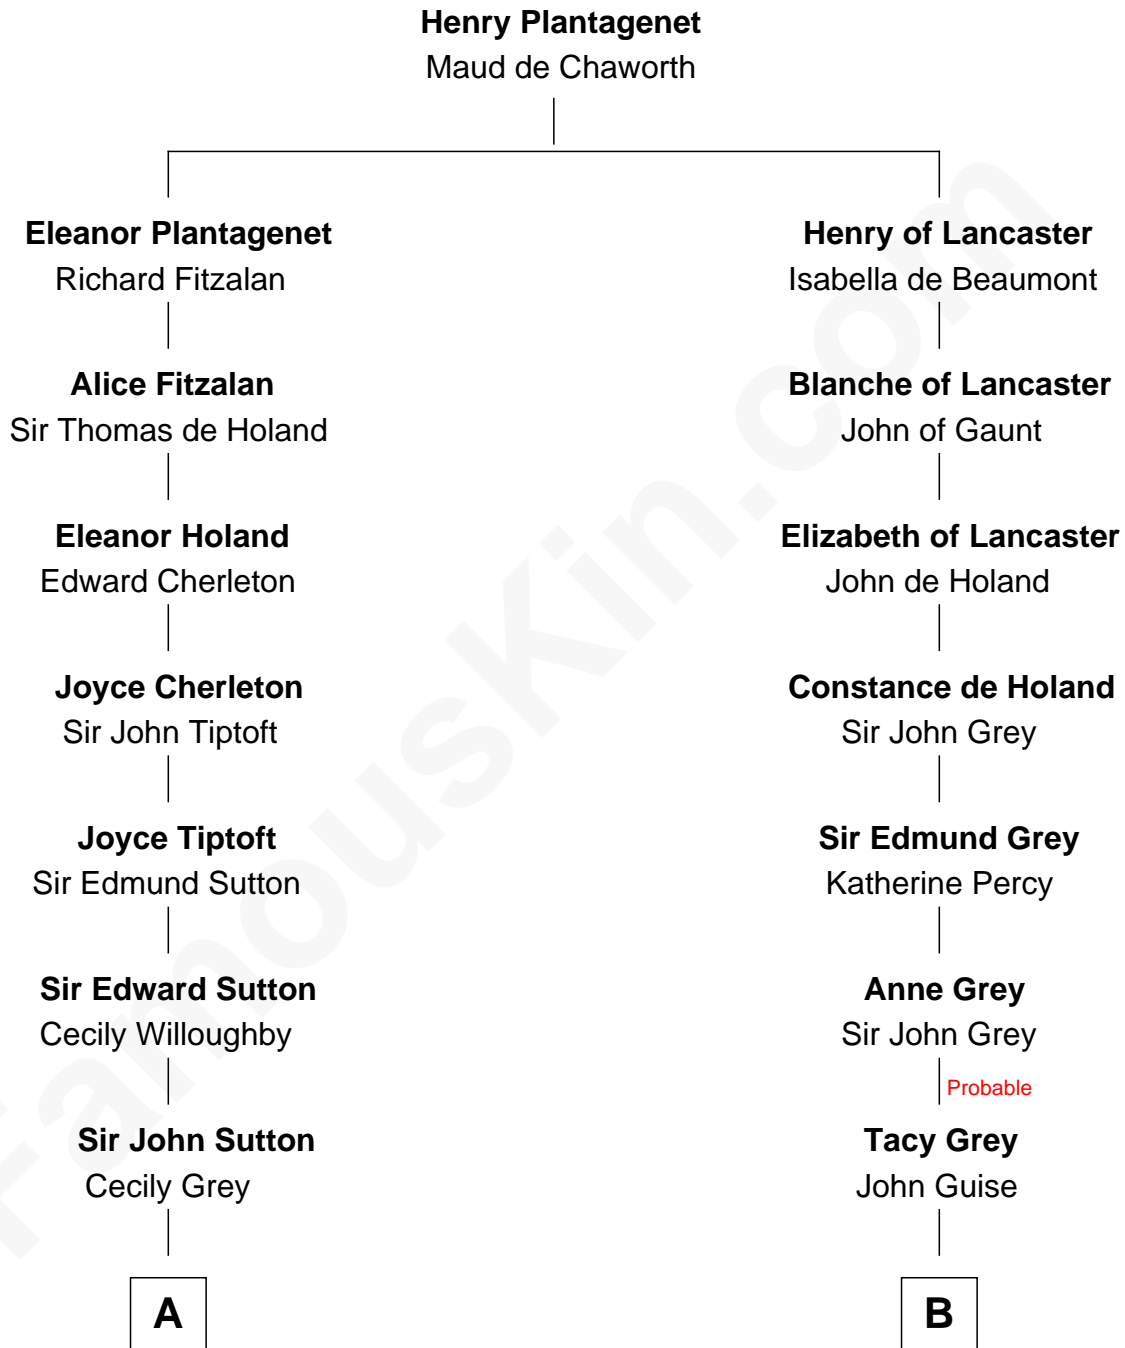 Henry Plantagenet
Maud de Chaworth
Eleanor Plantagenet
Richard Fitzalan
Henry of Lancaster
Isabella de Beaumont
Alice Fitzalan
Sir Thomas de Holand
Blanche of Lancaster
John of Gaunt
Eleanor Holand
Edward Cherleton
Elizabeth of Lancaster
John de Holand
Joyce Cherleton
Sir John Tiptoft
Constance de Holand
Sir John Grey
Joyce Tiptoft
Sir Edmund Sutton
Sir Edmund Grey
Katherine Percy
Sir Edward Sutton
Cecily Willoughby
Anne Grey
Sir John Grey
Probable
Sir John Sutton
Cecily Grey
Tacy Grey
John Guise
A
B
FamousKin.com